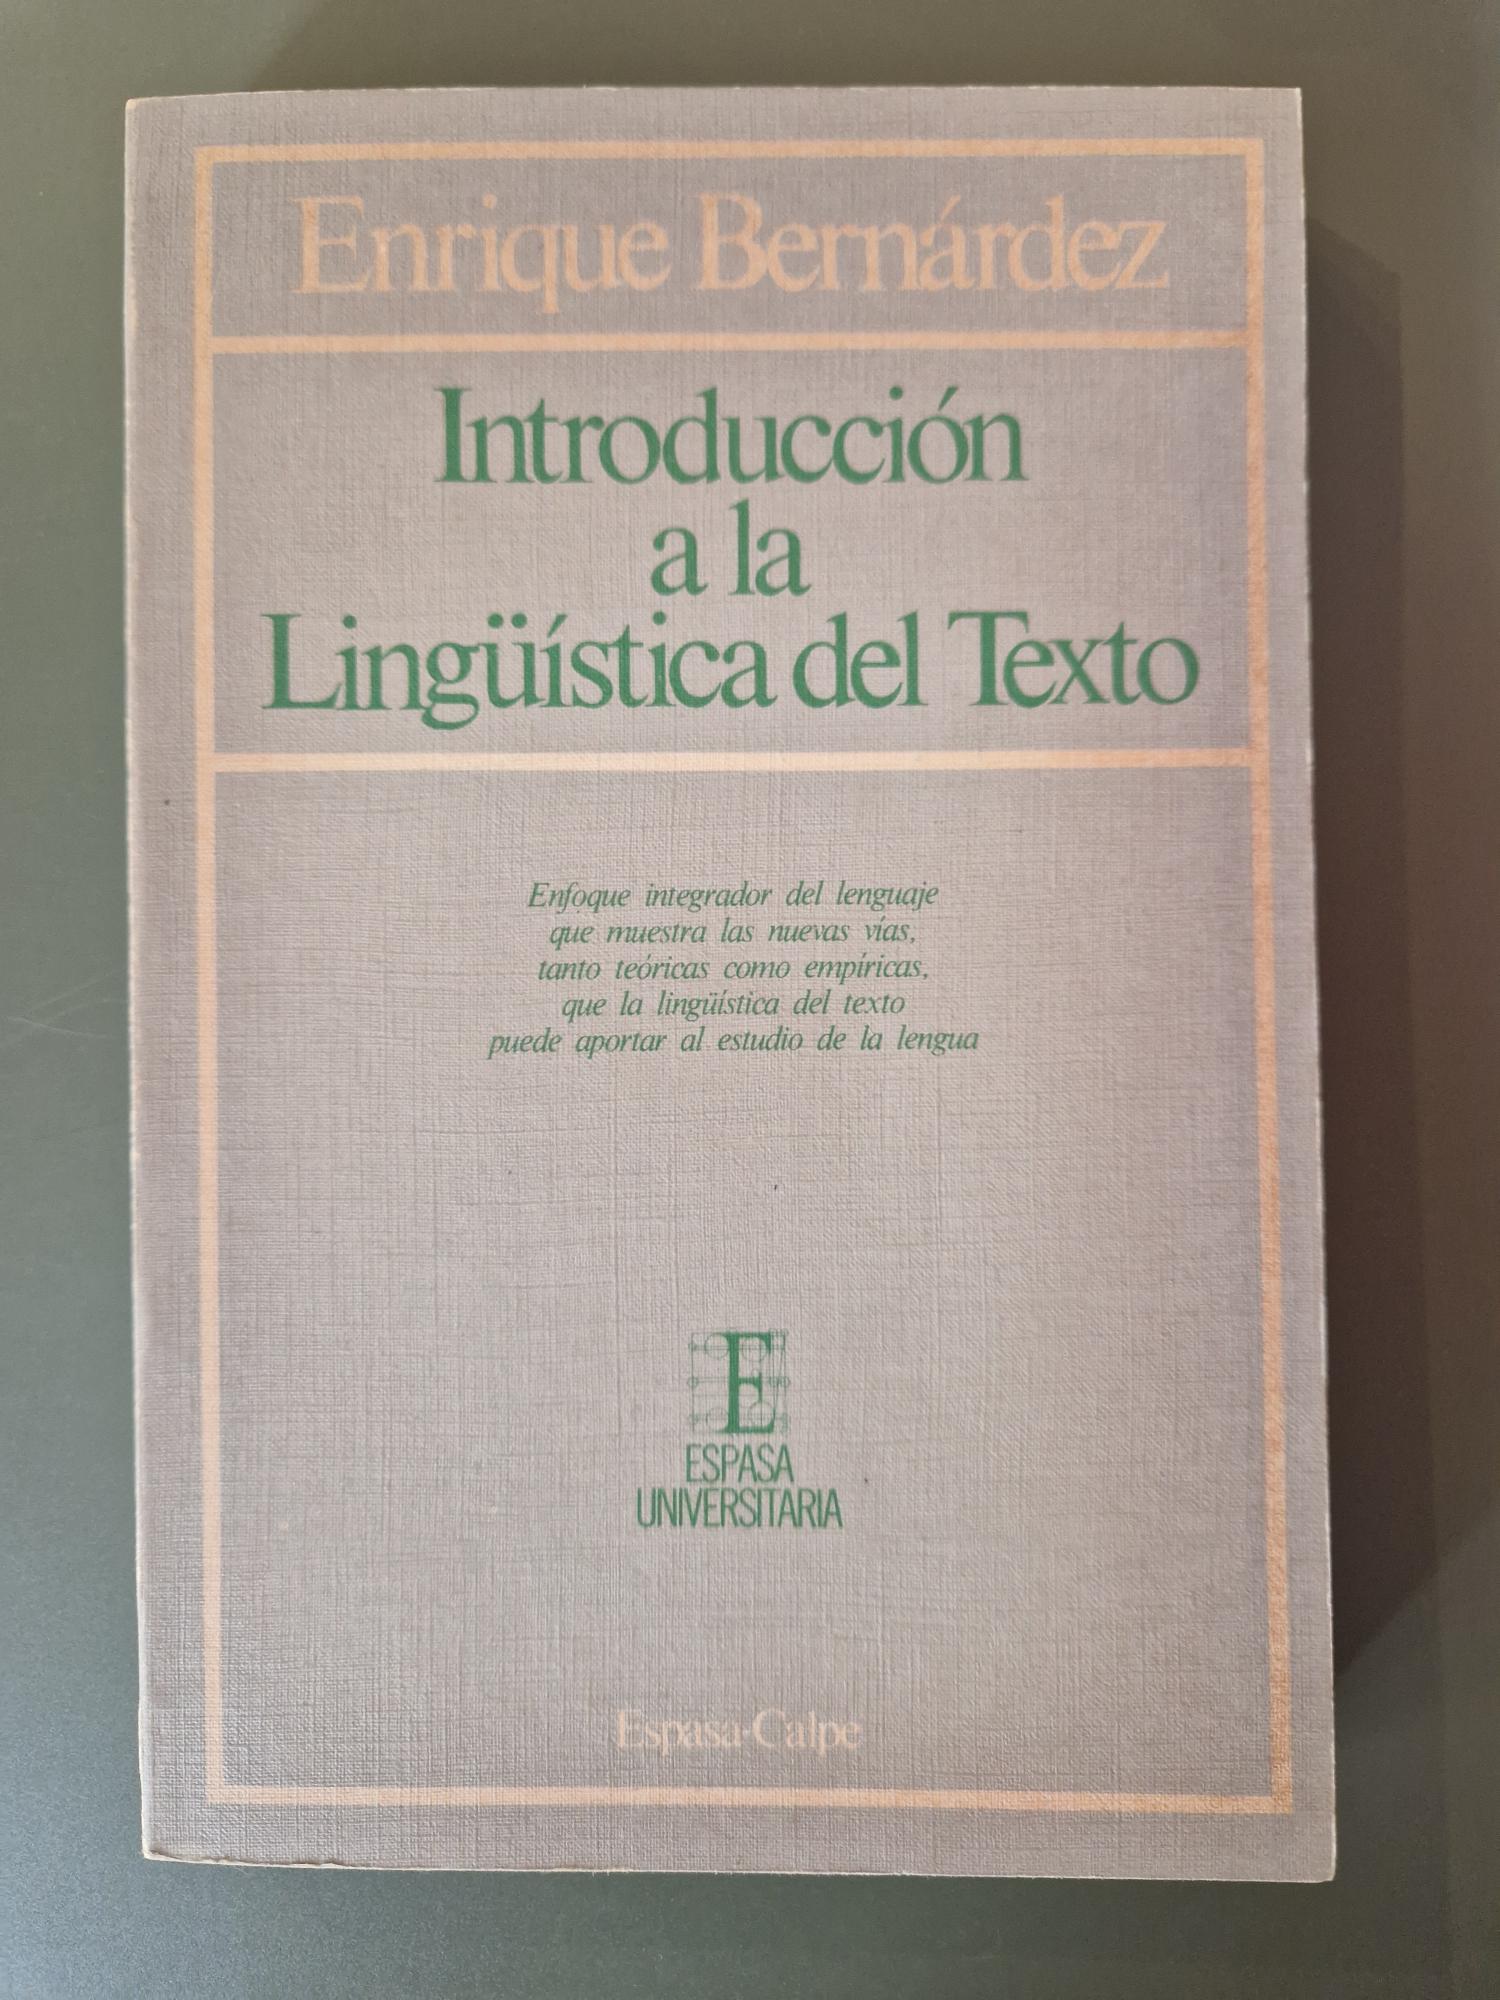 Enrique Bernárdez
Introducción
a la
Lingüística del Texto
Enfoque integrador del lenguaje
que muestra las nuevas vías,
tanto teóricas como empíricas,
que la lingüística del texto
puede aportar al estudio de la lengua
E
ESPASA
UNIVERSITARIA
Espasa-Calpe